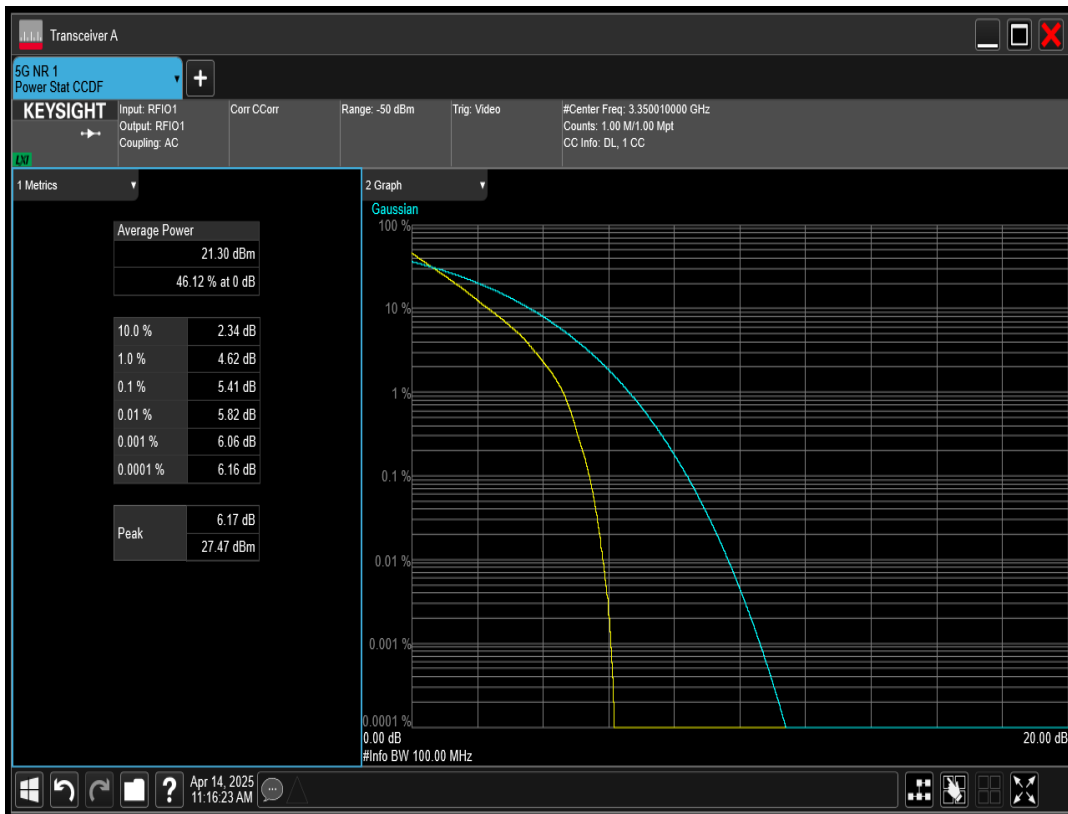 Transceiver A
5G NR 1
Power Stat CCDF
+
KEYSIGHT
LXI
Input: RFIO1
Output: RFIO1
Coupling: AC
Corr CCorr
Range: -50 dBm
Trig: Video
#Center Freq: 3.350010000 GHz
Counts: 1.00 M/1.00 Mpt
CC Info: DL, 1 CC
1 Metrics
Average Power
21.30 dBm
46.12 % at 0 dB
10.0 % 2.34 dB
1.0 % 4.62 dB
0.1 % 5.41 dB
0.01 % 5.82 dB
0.001 % 6.06 dB
0.0001 % 6.16 dB
Peak 6.17 dB
27.47 dBm
2 Graph
Gaussian
100 %
10 %
1 %
0.1 %
0.01 %
0.001 %
0.0001 %
0.00 dB 20.00 dB
#Info BW 100.00 MHz
?
Apr 14, 2025
11:16:23 AM